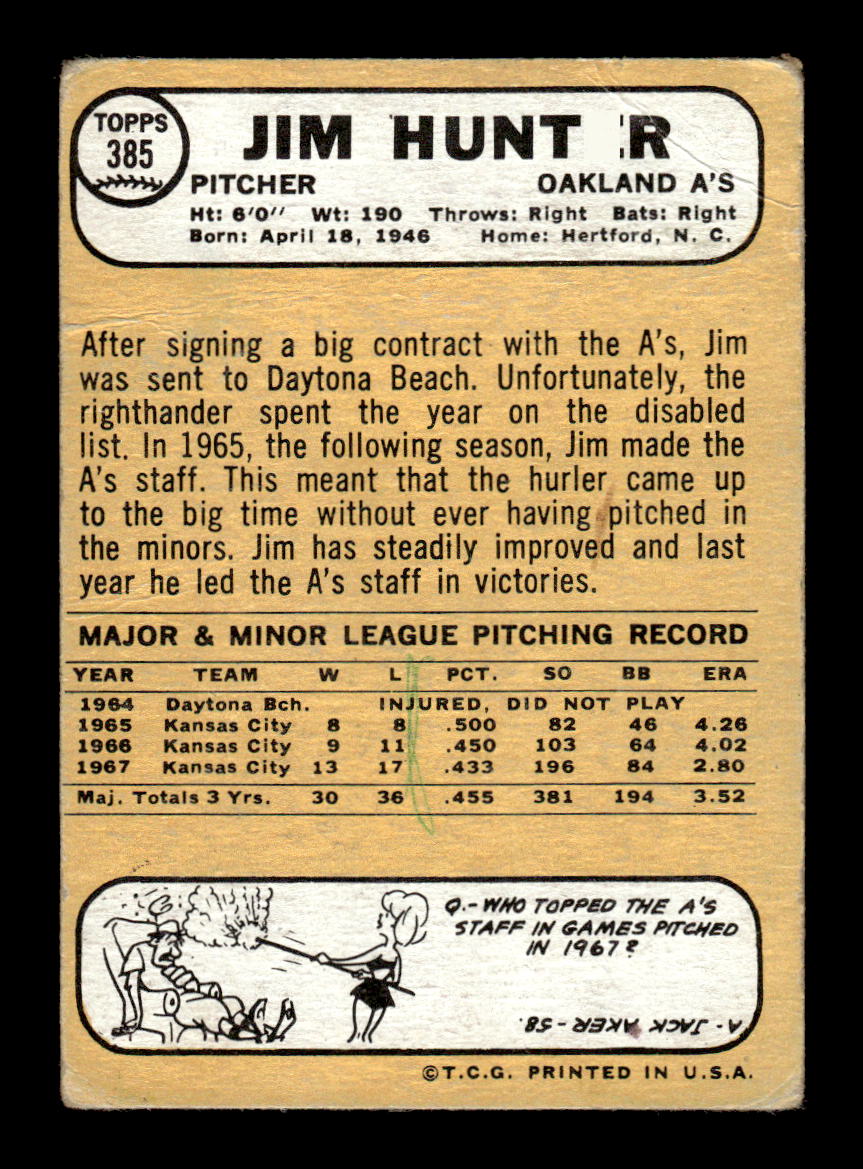 TOPPS
385
JIM HUNT R
PITCHER OAKLAND A'S
Ht: 6'0'' Wt: 190 Throws: Right Bats: Right
Born: April 18, 1946 Home: Hertford, N. C.
After signing a big contract with the A's, Jim
was sent to Daytona Beach. Unfortunately, the
righthander spent the year on the disabled
list. In 1965, the following season, Jim made the
A's staff. This meant that the hurler came up
to the big time without ever having pitched in
the minors. Jim has steadily improved and last
year he led the A's staff in victories.
MAJOR & MINOR LEAGUE PITCHING RECORD
YEAR TEAM W L PCT. SO BB ERA
1964 Daytona Bch. INJURED, DID NOT PLAY
1965 Kansas City 8 8 .500 82 46 4.26
1966 Kansas City 9 11 .450 103 64 4.02
1967 Kansas City 13 17 .433 196 84 2.80
Maj. Totals 3 Yrs. 30 36 .455 381 194 3.52
Q.-WHO TOPPED THE A'S
STAFF IN GAMES PITCHED
IN 1967?
A-JACK AKER-58.
©T.C.G. PRINTED IN U.S.A.